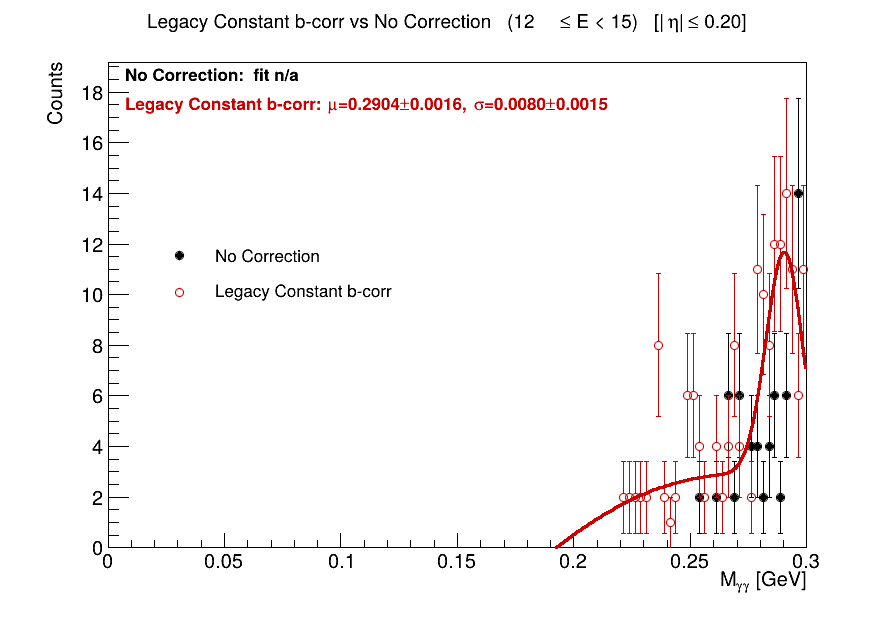 Legacy Constant b-corr vs No Correction (12 ≤ E < 15) [|η| ≤ 0.20]
Counts
No Correction: fit n/a
Legacy Constant b-corr: μ=0.2904±0.0016, σ=0.0080±0.0015
18
16
14
12
10
8
6
4
2
0
No Correction
Legacy Constant b-corr
0 0.05 0.1 0.15 0.2 0.25 0.3
M_γγ [GeV]